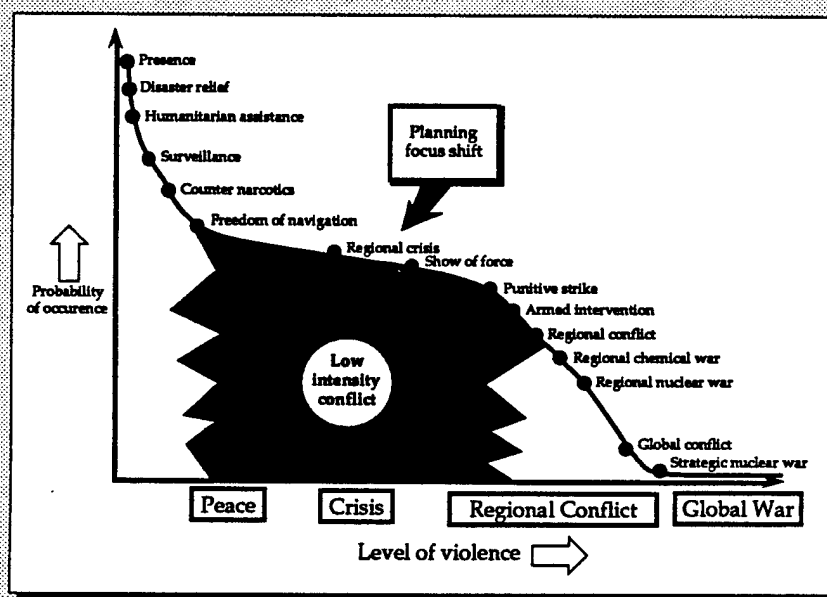 Presence
Disaster relief
Humanitarian assistance
Planning
focus shift
Surveillance
Counter narcotics
Freedom of navigation
Regional crisis
Show of force
Punitive strike
Probability
of occurence
Armed intervention
Regional conflict
Low
intensity
conflict
Regional chemical war
Regional nuclear war
Global conflict
Strategic nuclear war
Peace
Crisis
Regional Conflict
Global War
Level of violence